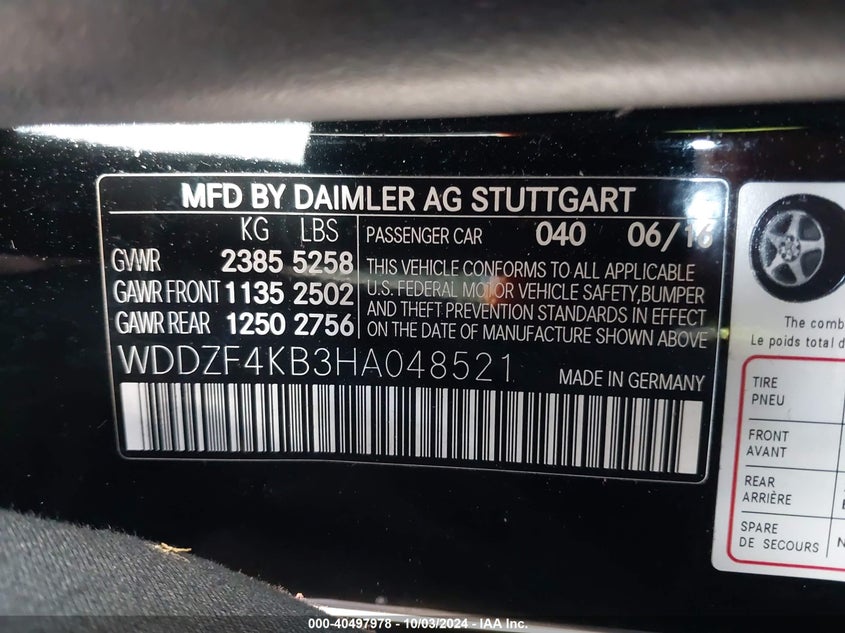 MFD BY DAIMLER AG STUTTGART
KG LBS
GVWR 2385 5258
GAWR FRONT 1135 2502
GAWR REAR 1250 2756
PASSENGER CAR 040 06/16
THIS VEHICLE CONFORMS TO ALL APPLICABLE
U.S. FEDERAL MOTOR VEHICLE SAFETY,BUMPER
AND THEFT PREVENTION STANDARDS IN EFFECT
ON THE DATE OF MANUFACTURE SHOWN ABOVE
WDDZF4KB3HA048521
MADE IN GERMANY
The comb
Le poids total d
TIRE
PNEU
FRONT
AVANT
REAR
ARRIÈRE
SPARE
DE SECOURS
000-40497978 - 10/03/2024 - IAA Inc.